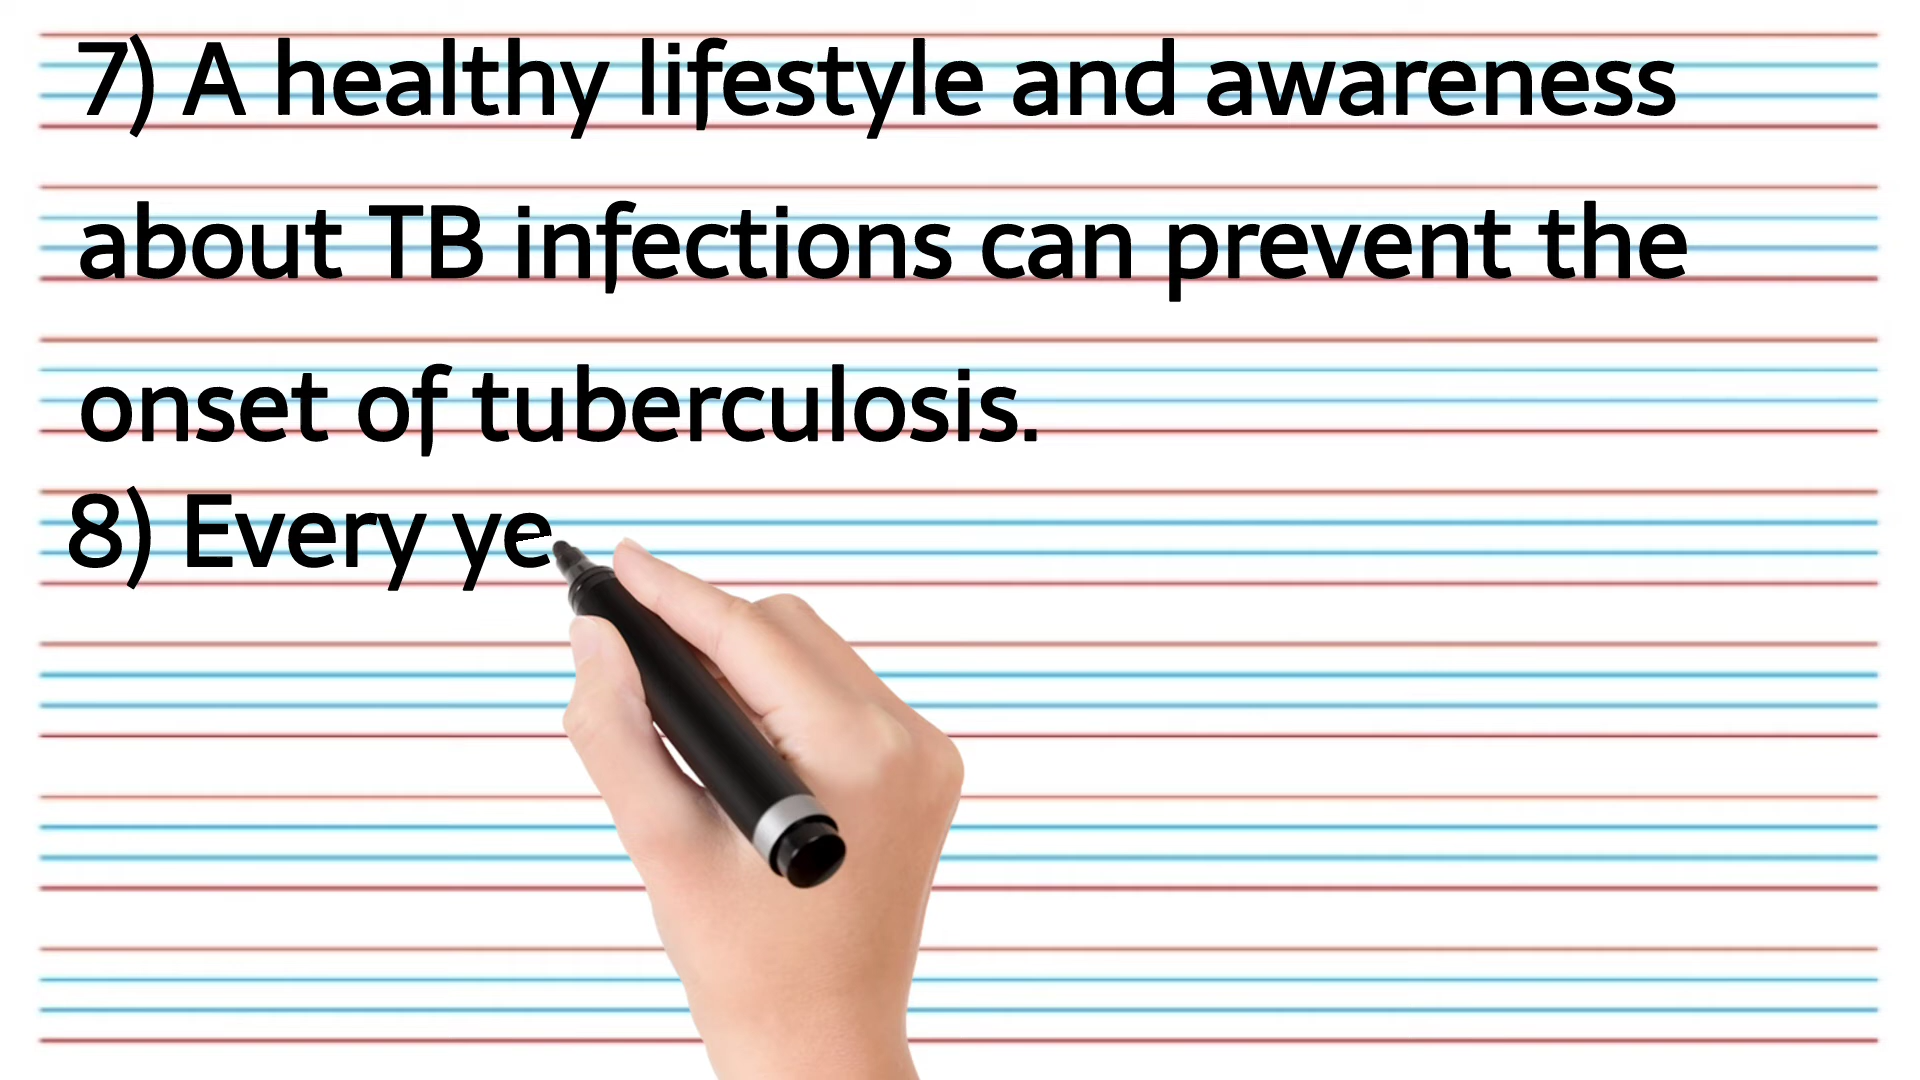 7) A healthy lifestyle and awareness
about TB infections can prevent the
onset of tuberculosis.
8) Every ye